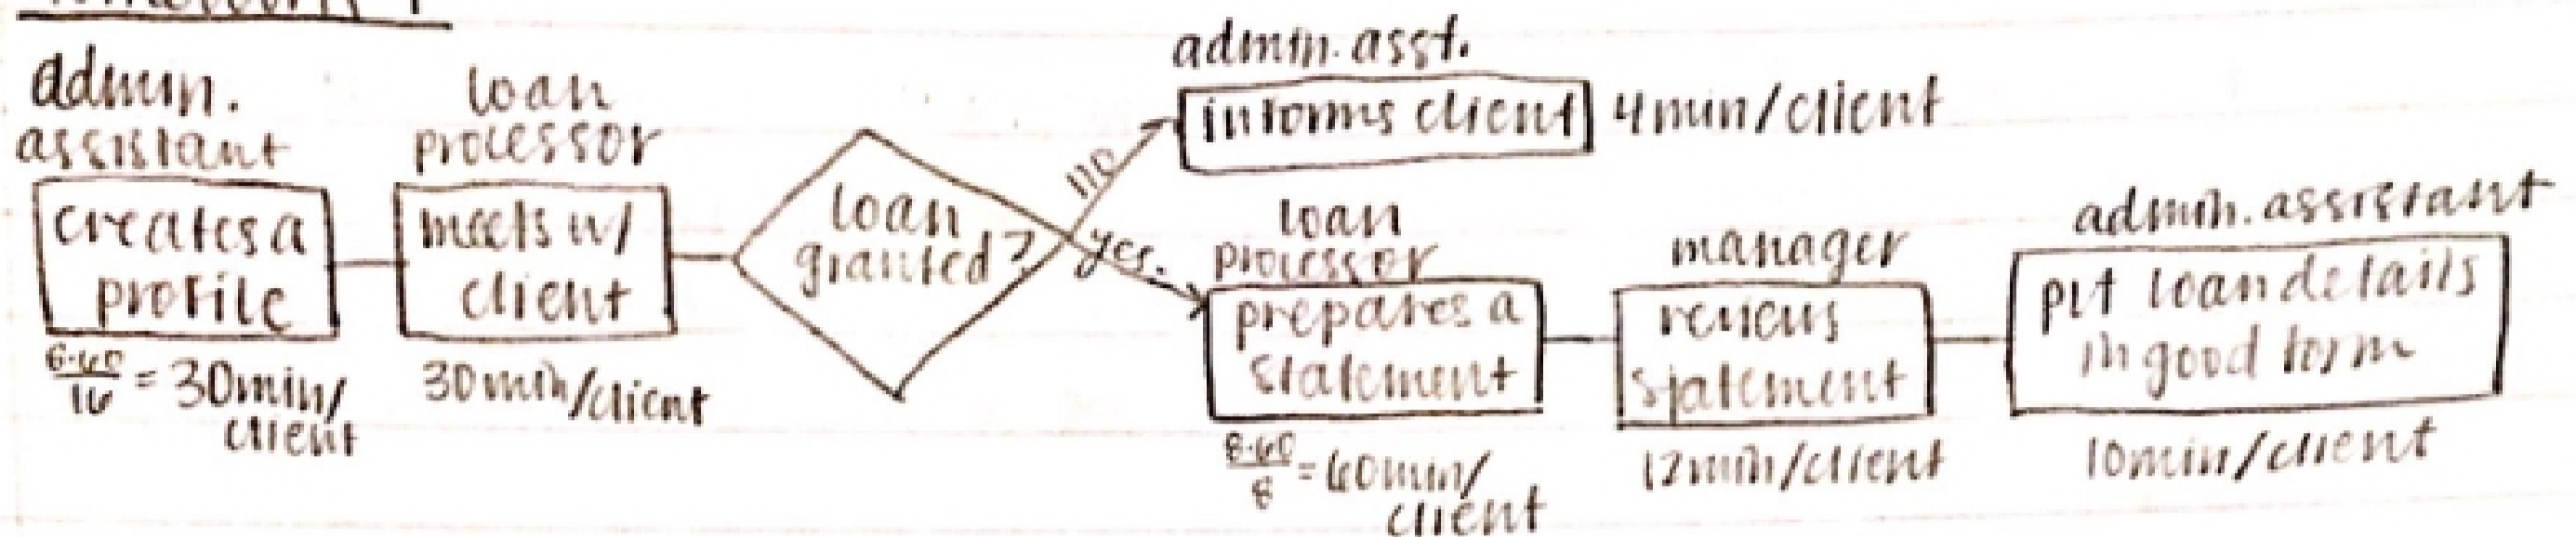 admin.
assistant
creates a
profile
8·60/16 = 30min/
client
loan
processor
meets w/
client
30min/client
loan
granted?
no
yes.
admin. asst.
informs client
4min/client
loan
processor
prepares a
statement
8·60/8 = 60min/
client
manager
reviews
statement
12min/client
admin. assistant
put loan details
in good form
10min/client